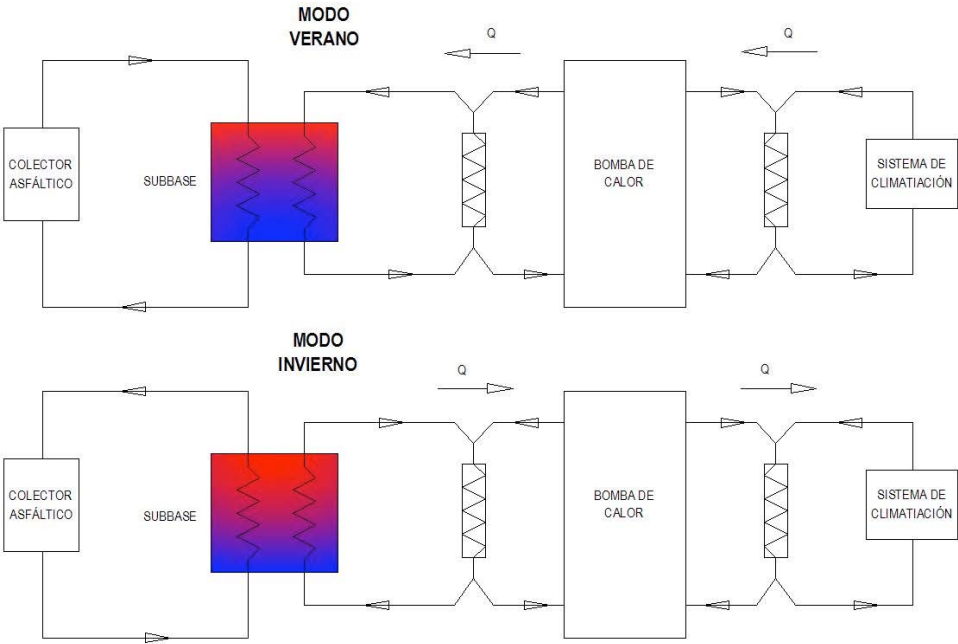 MODO
VERANO
Q
Q
COLECTOR
ASFÁLTICO
SUBBASE
BOMBA DE
CALOR
SISTEMA DE
CLIMATIACIÓN
MODO
INVIERNO
Q
Q
COLECTOR
ASFÁLTICO
SUBBASE
BOMBA DE
CALOR
SISTEMA DE
CLIMATIACIÓN